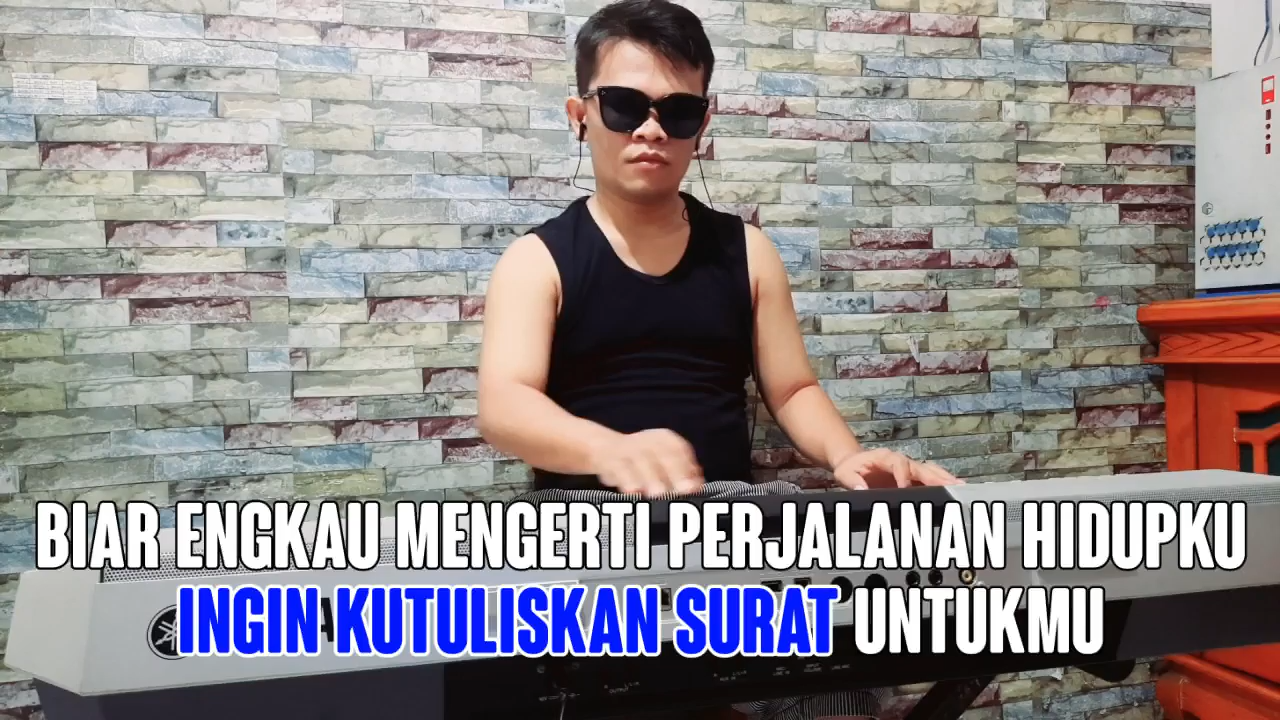 BIAR ENGKAU MENGERTI PERJALANAN HIDUPKU
INGIN KUTULISKAN SURAT UNTUKMU